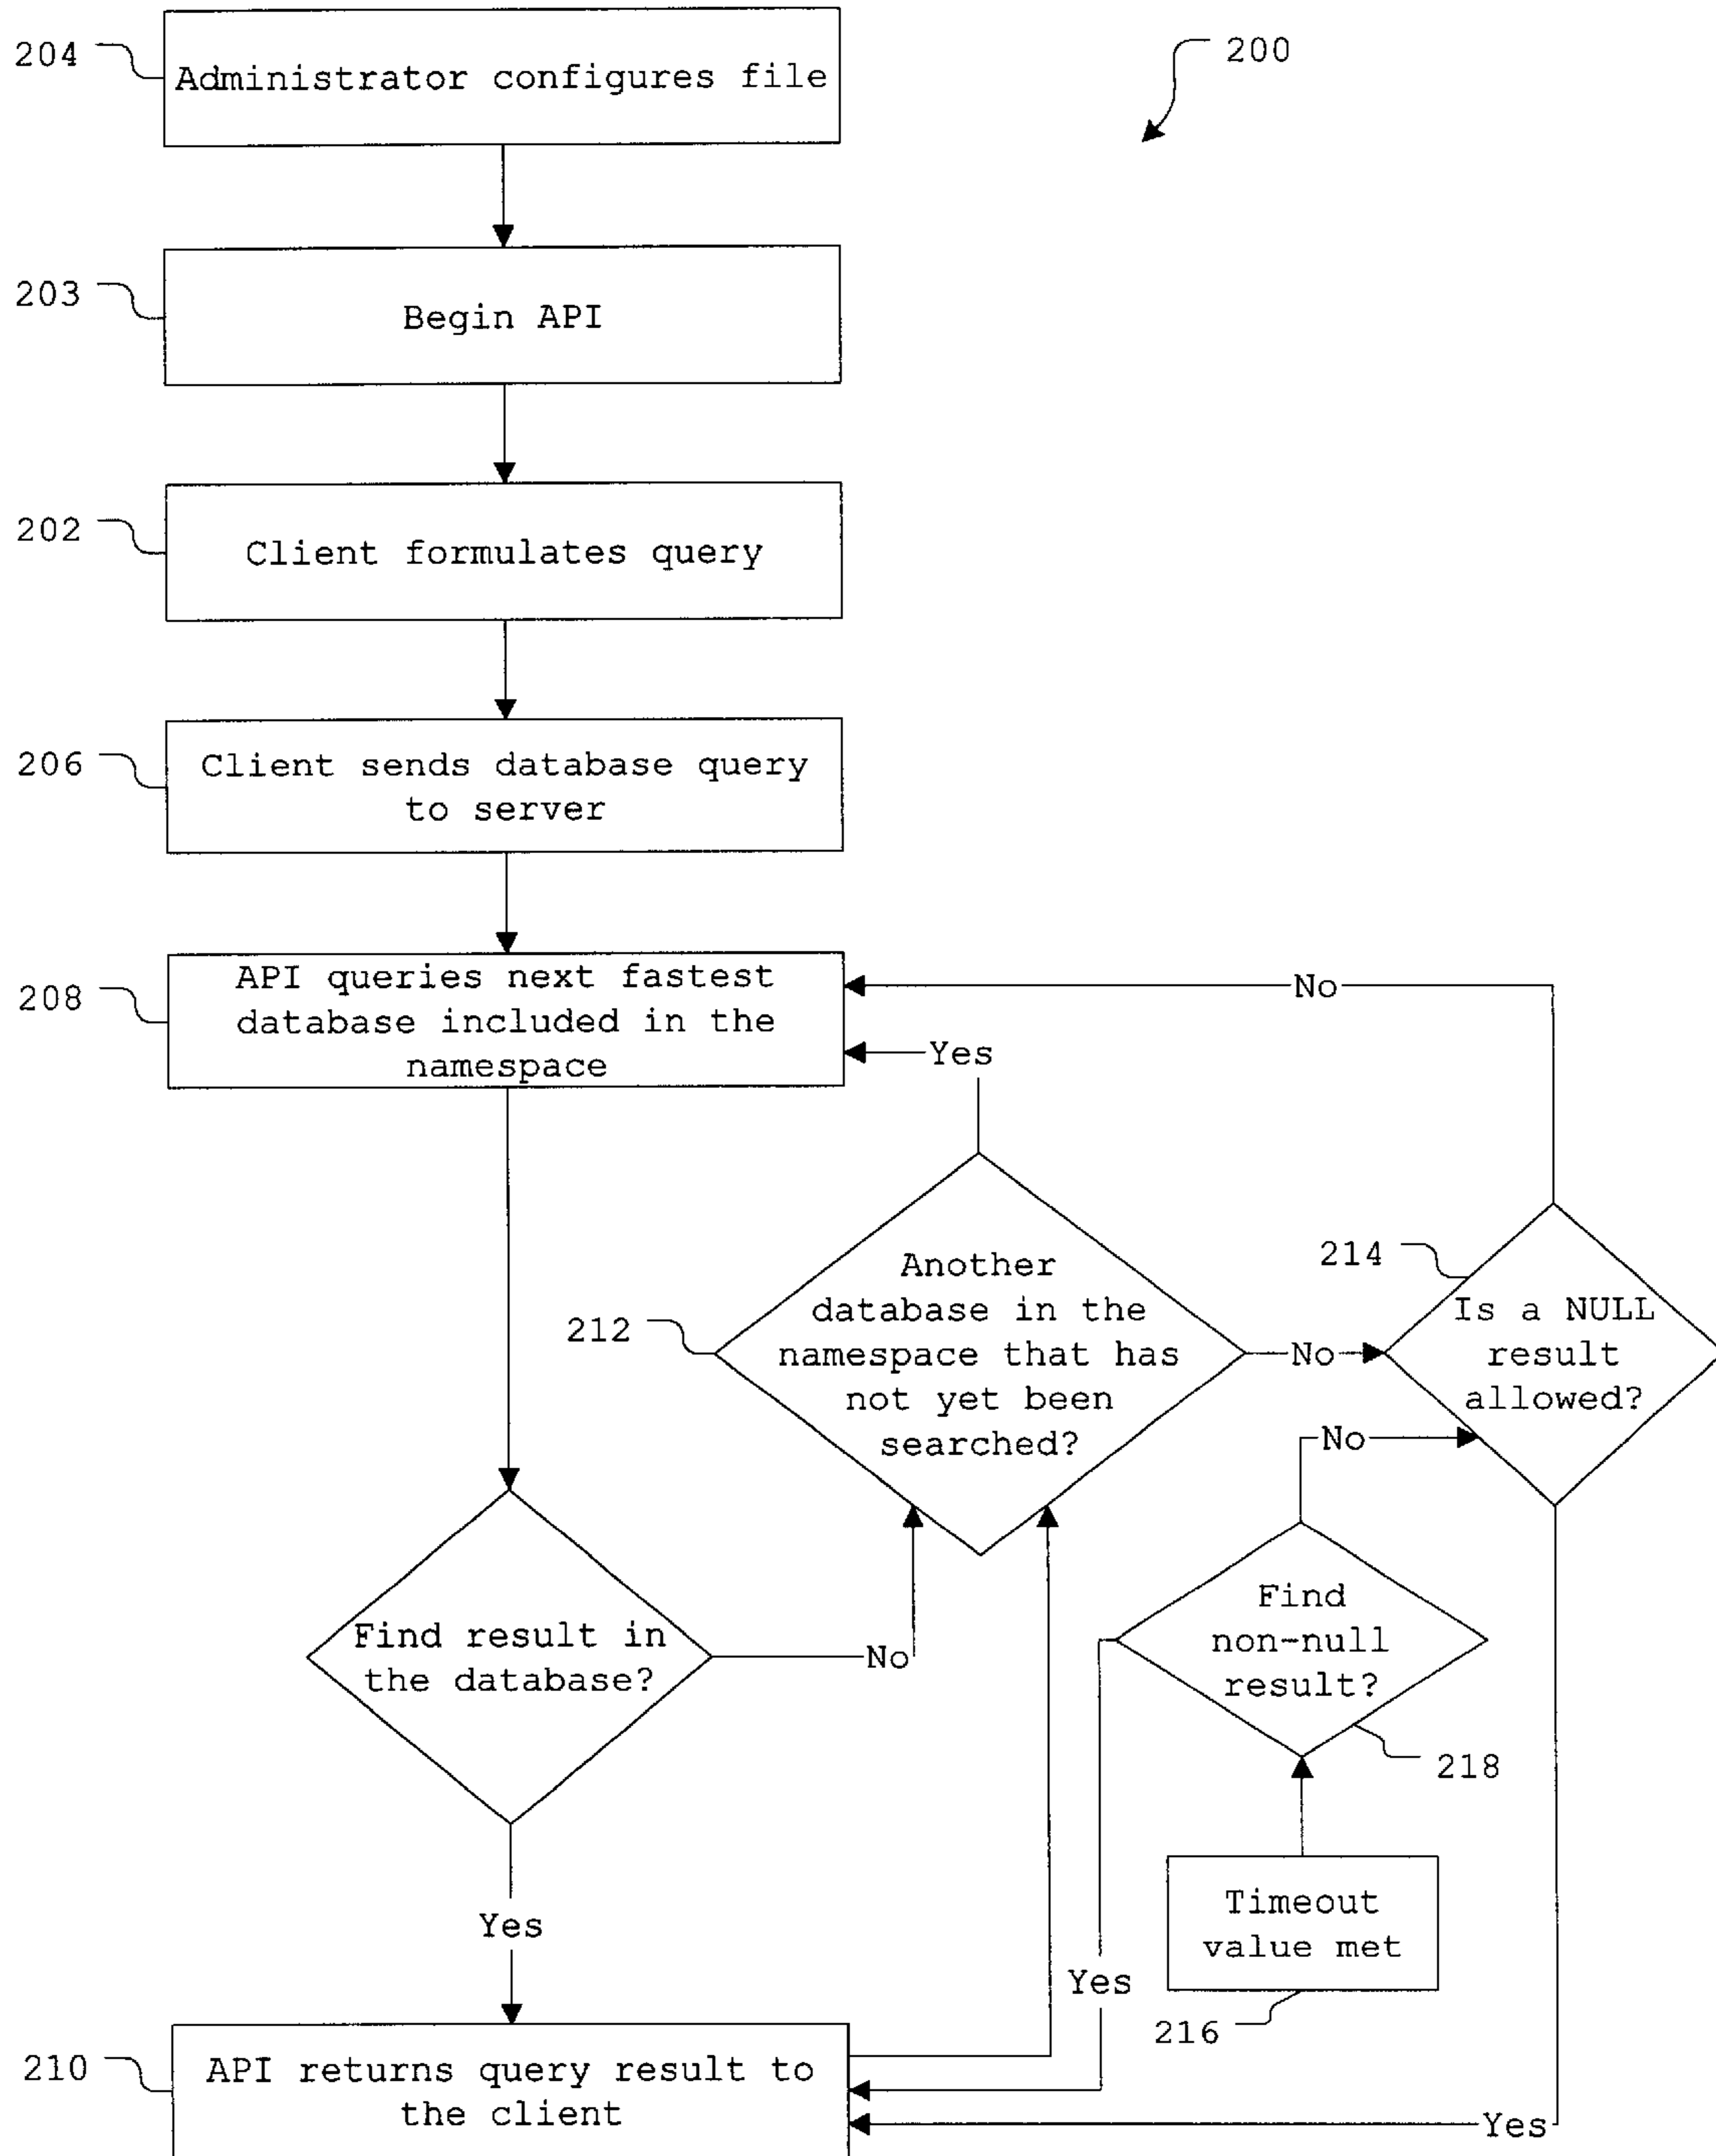 204
Administrator configures file
200
203
Begin API
202
Client formulates query
206
Client sends database query
to server
208
API queries next fastest
database included in the
namespace
No
Yes
212
Another
database in the
namespace that has
not yet been
searched?
No
214
Is a NULL
result
allowed?
No
Find result in
the database?
No
Find
non-null
result?
218
Yes
Timeout
value met
216
Yes
210
API returns query result to
the client
Yes